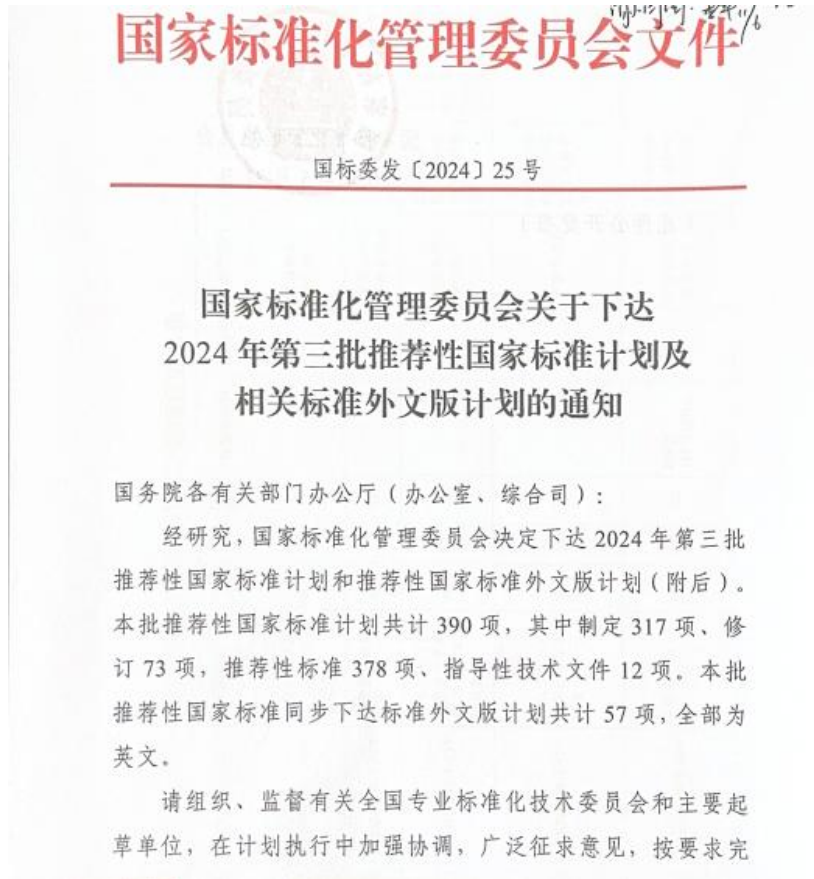 国家标准化管理委员会文件
国标委发〔2024〕25号
国家标准化管理委员会关于下达
2024年第三批推荐性国家标准计划及
相关标准外文版计划的通知
国务院各有关部门办公厅（办公室、综合司）：
经研究，国家标准化管理委员会决定下达2024年第三批
推荐性国家标准计划和推荐性国家标准外文版计划（附后）。
本批推荐性国家标准计划共计390项，其中制定317项、修
订73项，推荐性标准378项、指导性技术文件12项。本批
推荐性国家标准同步下达标准外文版计划共计57项，全部为
英文。
请组织、监督有关全国专业标准化技术委员会和主要起
草单位，在计划执行中加强协调，广泛征求意见，按要求完